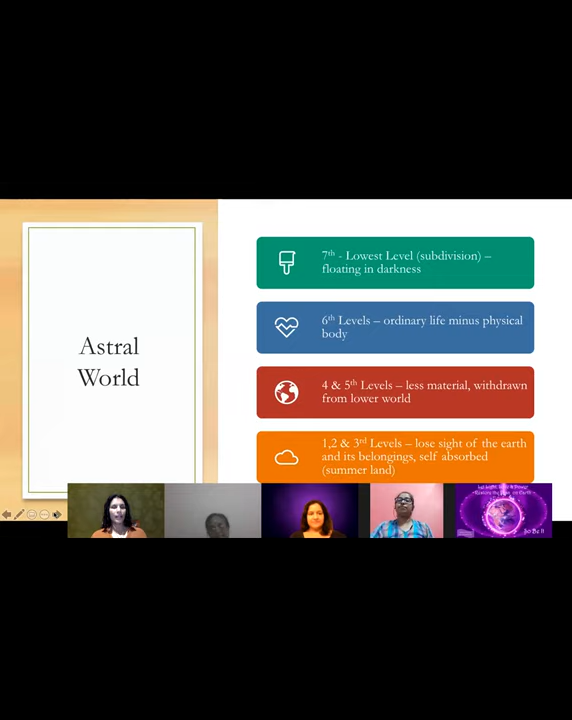 Astral
World
7th - Lowest Level (subdivision) –
floating in darkness
6th Levels – ordinary life minus physical
body
4 & 5th Levels – less material, withdrawn
from lower world
1,2 & 3rd Levels – lose sight of the earth
and its belongings, self absorbed
(summer land)
So Be It